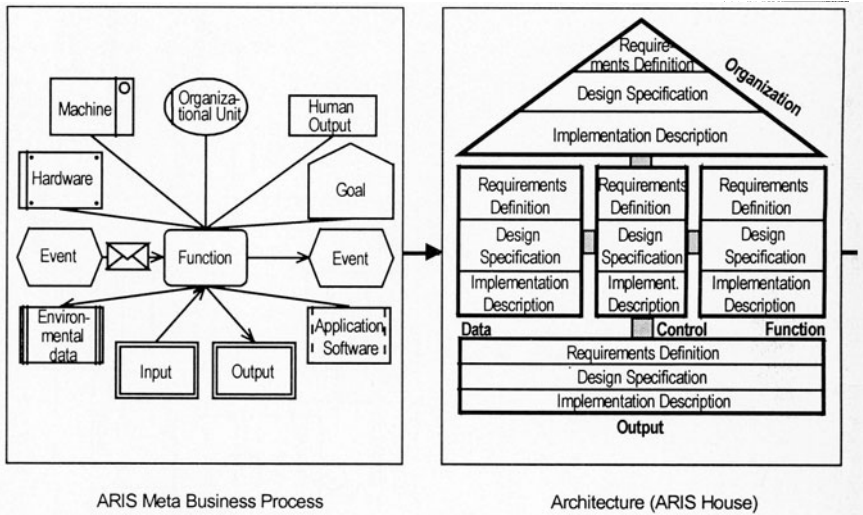 Machine
Organiza-
tional Unit
Human
Output
Hardware
Goal
Event
Function
Event
Environ-
mental
data
Input
Output
Application
Software
ARIS Meta Business Process
Require-
ments Definition
Design Specification
Implementation Description
Organization
Requirements
Definition
Design
Specification
Implementation
Description
Data
Requirements
Definition
Design
Specification
Implement.
Description
Control
Requirements
Definition
Design
Specification
Implementation
Description
Function
Requirements Definition
Design Specification
Implementation Description
Output
Architecture (ARIS House)